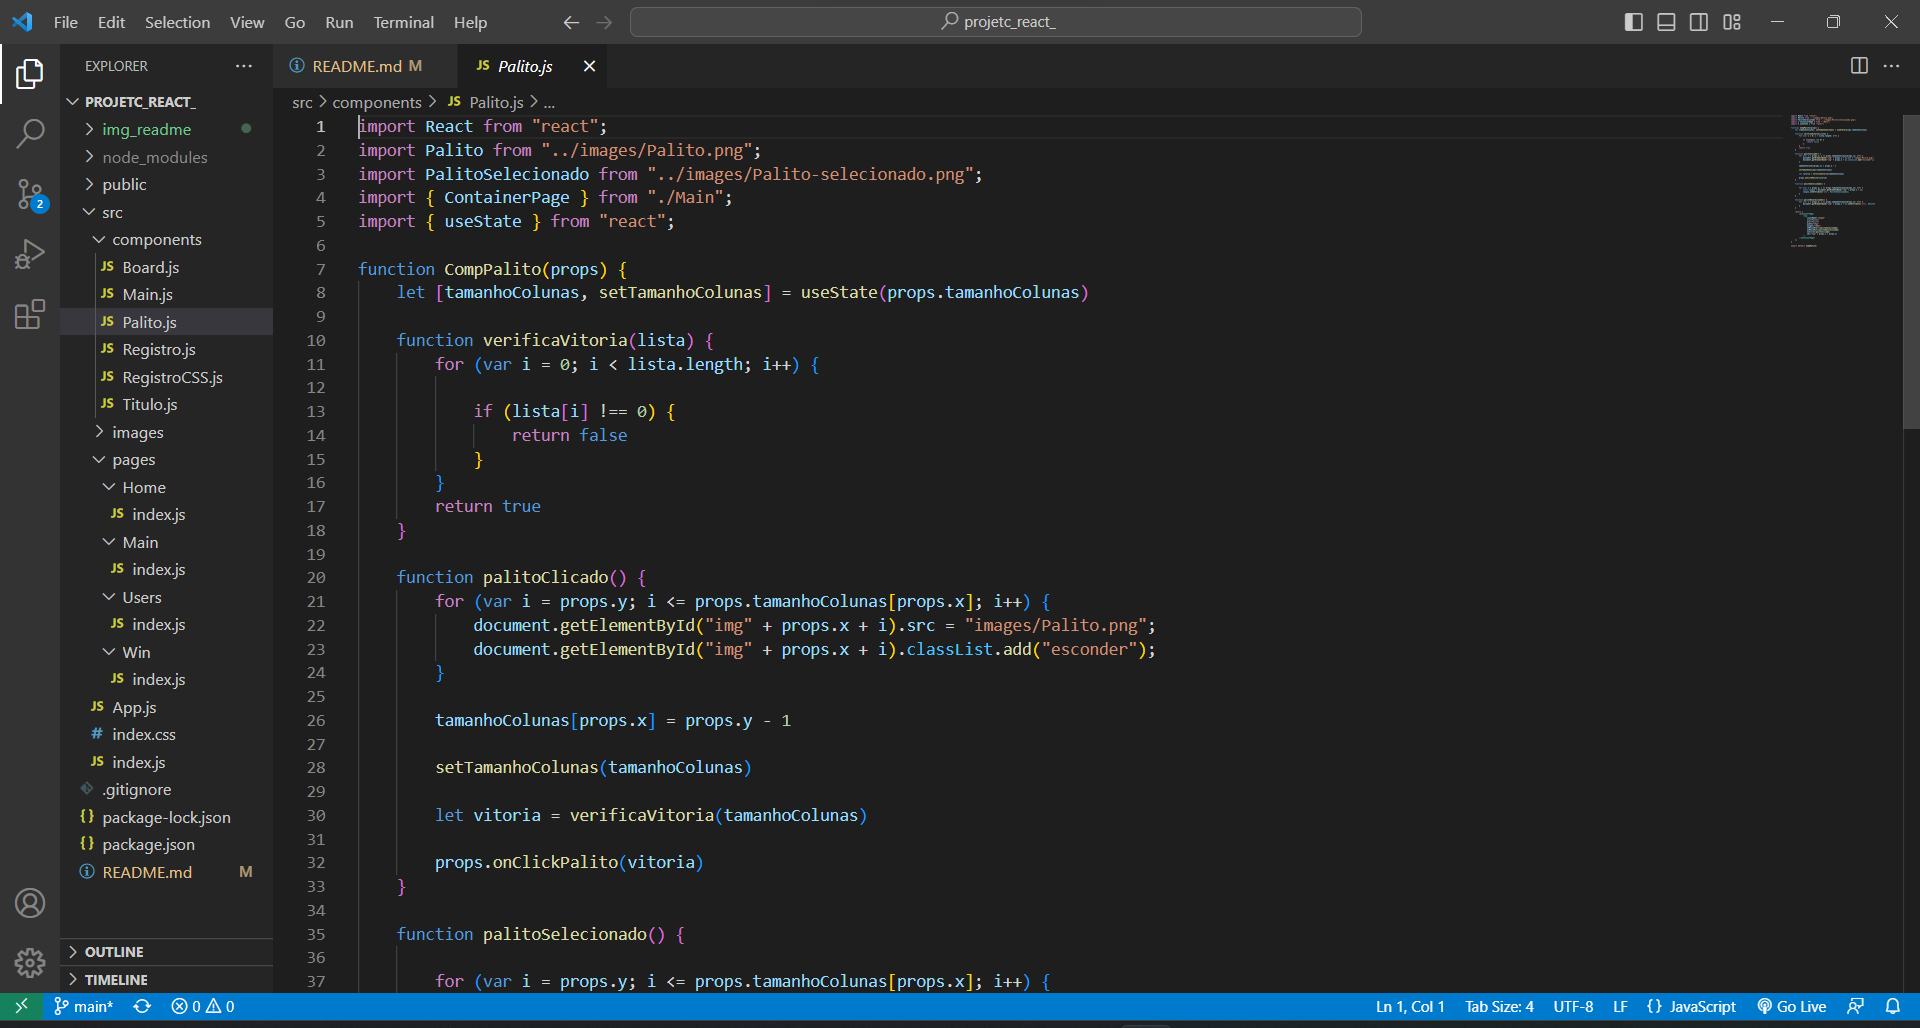 File Edit Selection View Go Run Terminal Help
projetc_react_
EXPLORER
PROJETC_REACT_
img_readme
node_modules
public
src
components
JS Board.js
JS Main.js
JS Palito.js
JS Registro.js
JS RegistroCSS.js
JS Titulo.js
images
pages
Home
JS index.js
Main
JS index.js
Users
JS index.js
Win
JS index.js
JS App.js
# index.css
JS index.js
.gitignore
{} package-lock.json
{} package.json
README.md M
OUTLINE
TIMELINE
2
README.md M
JS Palito.js
src > components > JS Palito.js > ...
1 import React from "react";
2 import Palito from "../images/Palito.png";
3 import PalitoSelecionado from "../images/Palito-selecionado.png";
4 import { ContainerPage } from "./Main";
5 import { useState } from "react";
6
7 function CompPalito(props) {
8 let [tamanhoColunas, setTamanhoColunas] = useState(props.tamanhoColunas)
9
10 function verificaVitoria(lista) {
11 for (var i = 0; i < lista.length; i++) {
12
13 if (lista[i] !== 0) {
14 return false
15 }
16 }
17 return true
18 }
19
20 function palitoClicado() {
21 for (var i = props.y; i <= props.tamanhoColunas[props.x]; i++) {
22 document.getElementById("img" + props.x + i).src = "images/Palito.png";
23 document.getElementById("img" + props.x + i).classList.add("esconder");
24 }
25
26 tamanhoColunas[props.x] = props.y - 1
27
28 setTamanhoColunas(tamanhoColunas)
29
30 let vitoria = verificaVitoria(tamanhoColunas)
31
32 props.onClickPalito(vitoria)
33 }
34
35 function palitoSelecionado() {
36
37 for (var i = props.y; i <= props.tamanhoColunas[props.x]; i++) {
main* 0 0 Ln 1, Col 1 Tab Size: 4 UTF-8 LF {} JavaScript Go Live